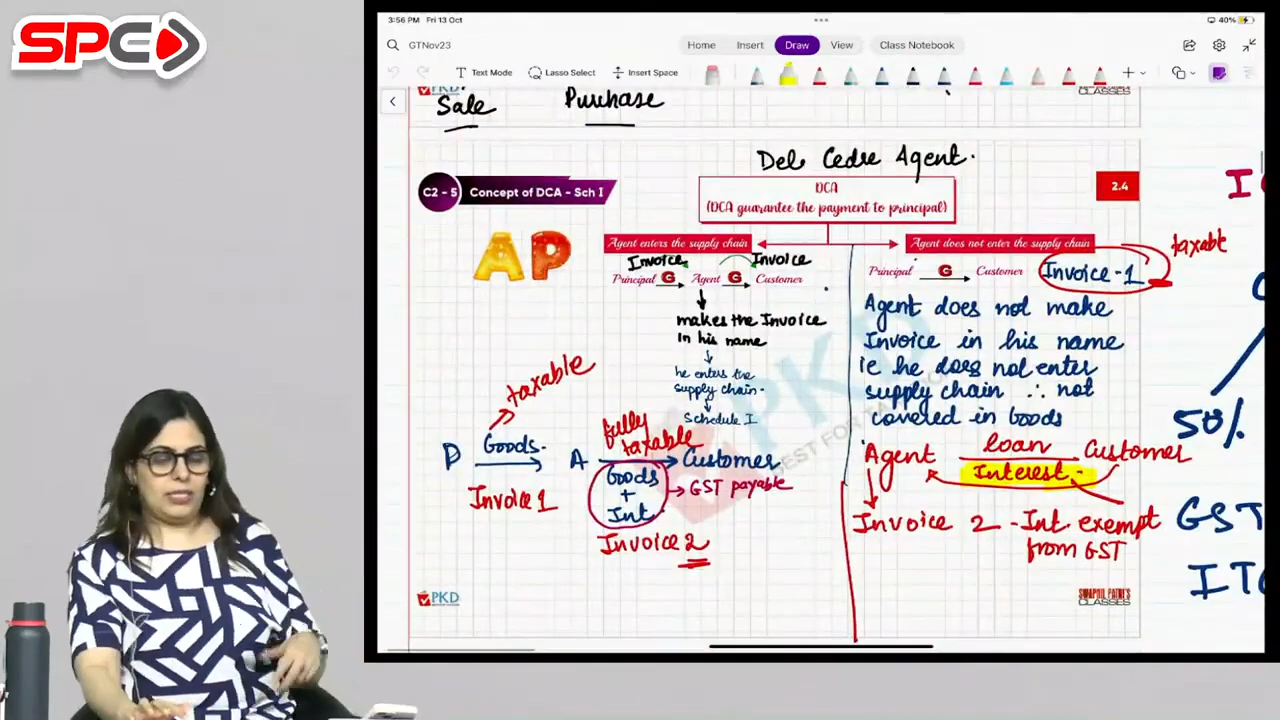 SPC
3:56 PM Fri 13 Oct
40%
GTNov23
Home Insert Draw View Class Notebook
Text Mode Lasso Select Insert Space
PKD
CLASSES
Sale Purchase
Del Cedre Agent.
C2 - 5 Concept of DCA - Sch I
DCA
(DCA guarantee the payment to principal)
2.4
AP
Agent enters the supply chain
Agent does not enter the supply chain
taxable
Invoice Invoice
Principal G Agent G Customer
Principal G Customer
Invoice-1
makes the Invoice
in his name
he enters the
supply chain.
Schedule I
Agent does not make
Invoice in his name
ie he does not enter
supply chain ∴ not
covered in Goods
taxable
fully
taxable
P Goods. A Customer
Invoice 1
Goods
+
Int.
GST payable
Invoice 2
Agent loan Customer
Interest.
Invoice 2 - Int exempt
from GST
50%
GST
PKD
SWAPNIL PATNI'S
CLASSES
PKD